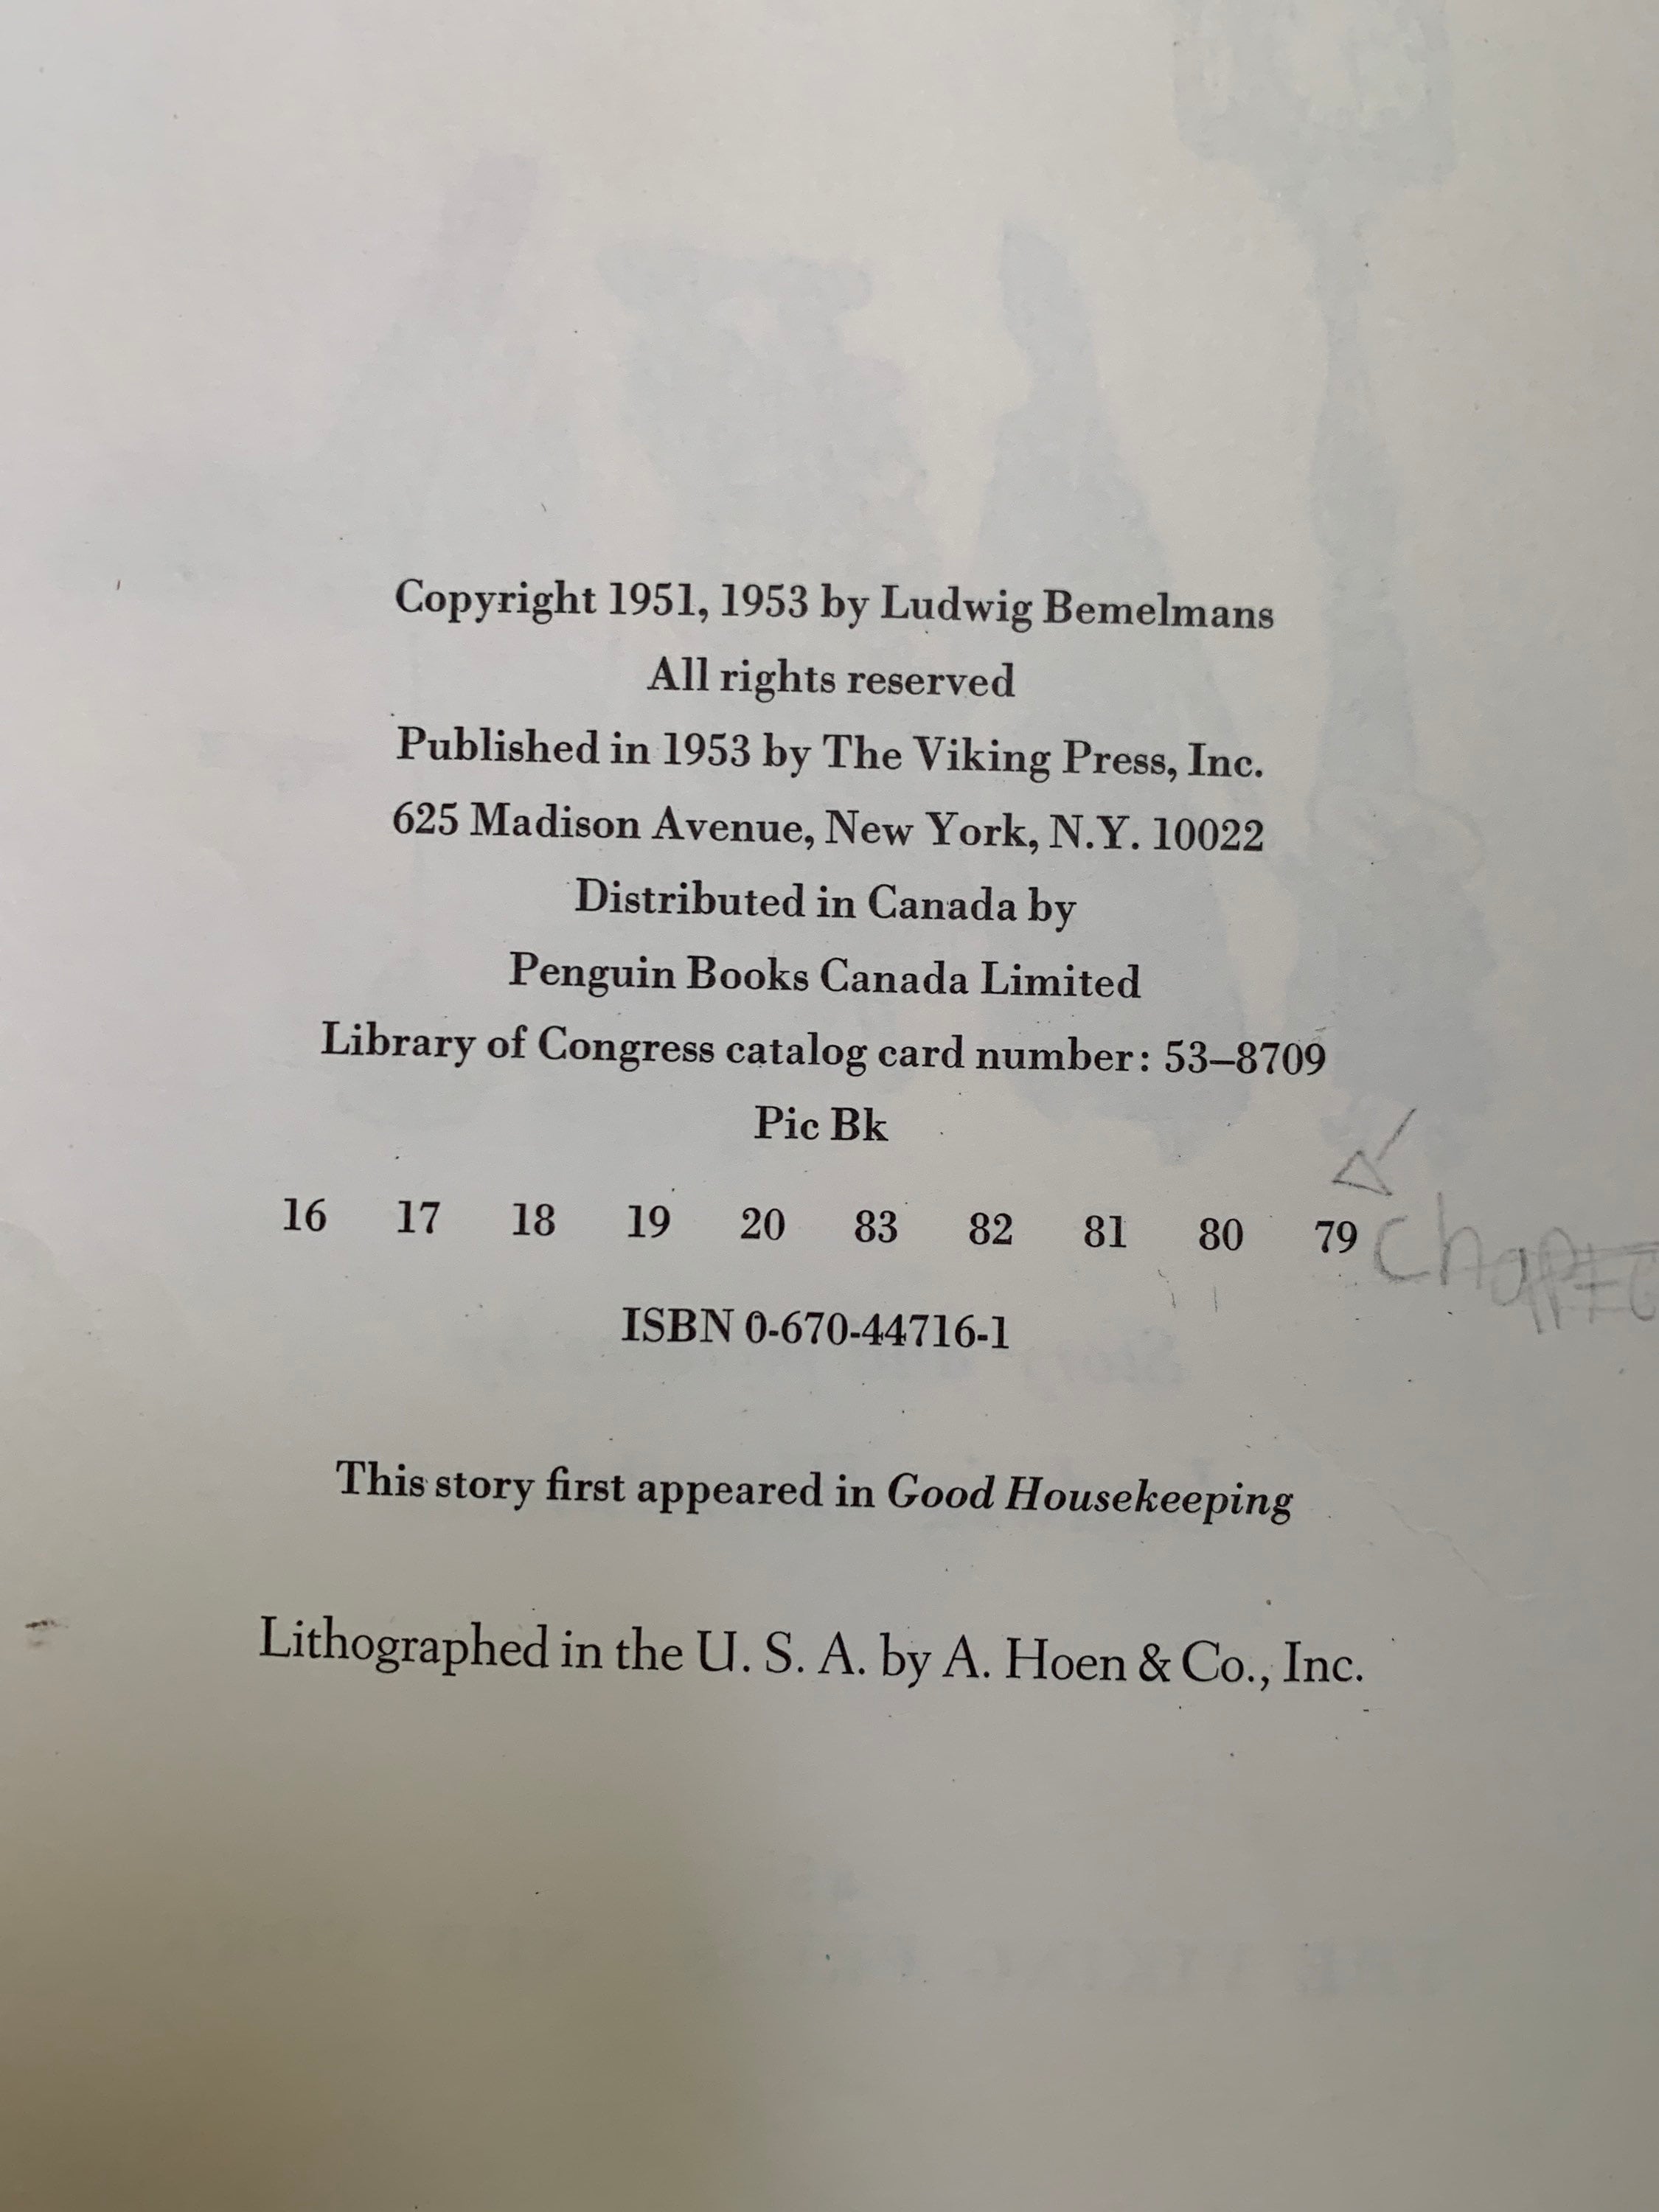 Copyright 1951, 1953 by Ludwig Bemelmans
All rights reserved
Published in 1953 by The Viking Press, Inc.
625 Madison Avenue, New York, N.Y. 10022
Distributed in Canada by
Penguin Books Canada Limited
Library of Congress catalog card number: 53–8709
Pic Bk
16 17 18 19 20 83 82 81 80 79
ISBN 0-670-44716-1
This story first appeared in Good Housekeeping
Lithographed in the U. S. A. by A. Hoen & Co., Inc.